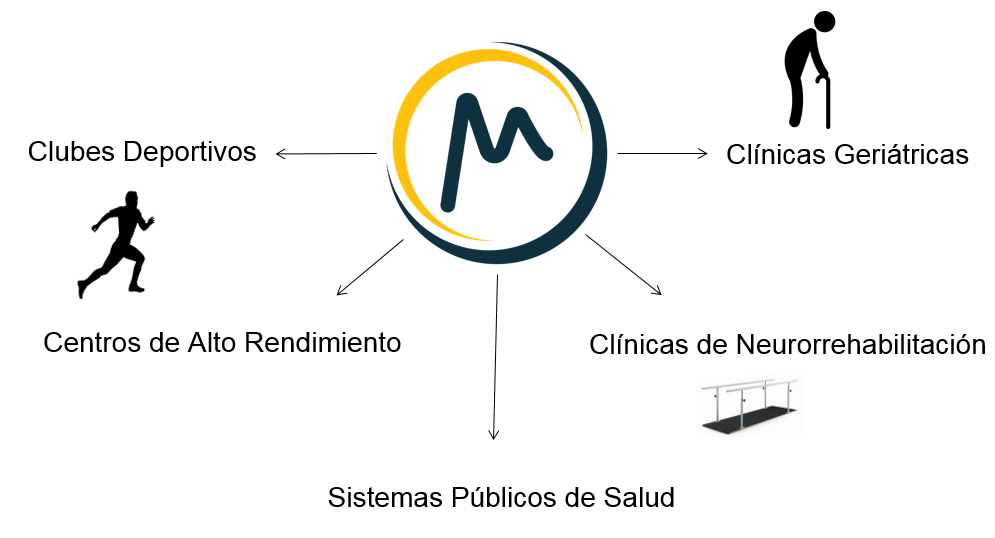 Clubes Deportivos
Clínicas Geriátricas
Centros de Alto Rendimiento
Clínicas de Neurorrehabilitación
Sistemas Públicos de Salud